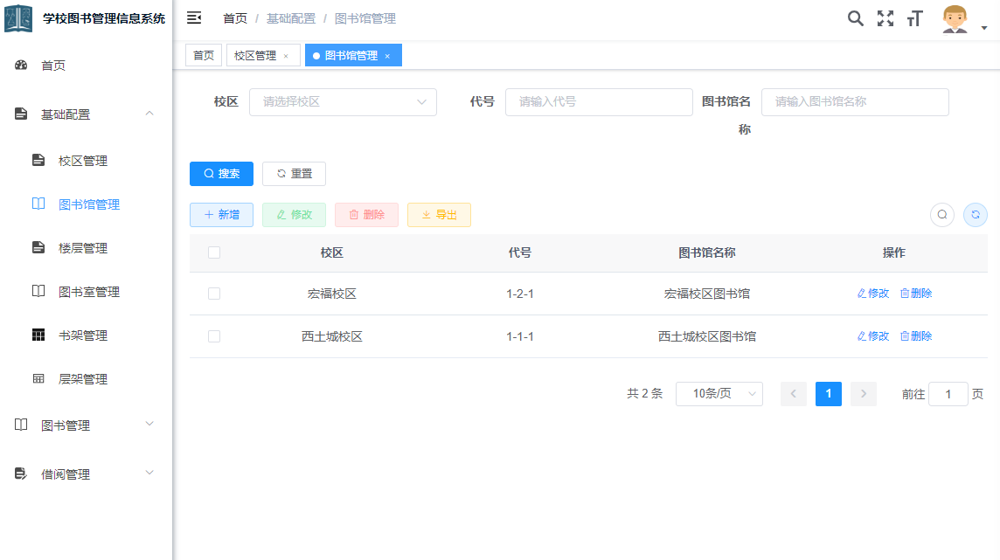 学校图书管理信息系统
首页 / 基础配置 / 图书馆管理
首页
校区管理 ×
图书馆管理 ×
首页
基础配置
校区管理
图书馆管理
楼层管理
图书室管理
书架管理
层架管理
图书管理
借阅管理
校区 请选择校区 代号 请输入代号 图书馆名称 请输入图书馆名称
搜索 重置
新增 修改 删除 导出
校区 代号 图书馆名称 操作
宏福校区 1-2-1 宏福校区图书馆 修改 删除
西土城校区 1-1-1 西土城校区图书馆 修改 删除
共 2 条 10条/页 1 前往 1 页